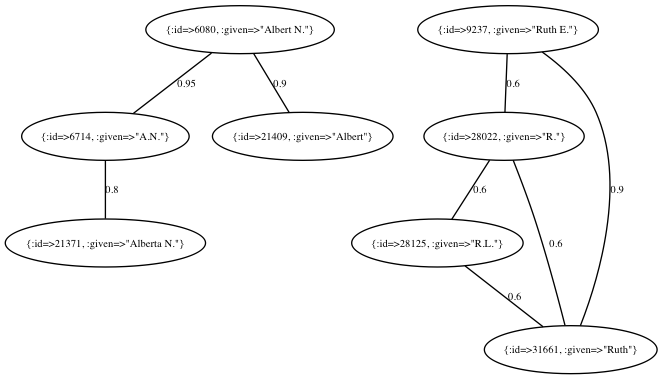 {:id=>6080, :given=>"Albert N."}
{:id=>9237, :given=>"Ruth E."}
0.95
0.9
0.6
{:id=>6714, :given=>"A.N."}
{:id=>21409, :given=>"Albert"}
{:id=>28022, :given=>"R."}
0.8
0.6
0.9
{:id=>21371, :given=>"Alberta N."}
{:id=>28125, :given=>"R.L."}
0.6
0.6
{:id=>31661, :given=>"Ruth"}